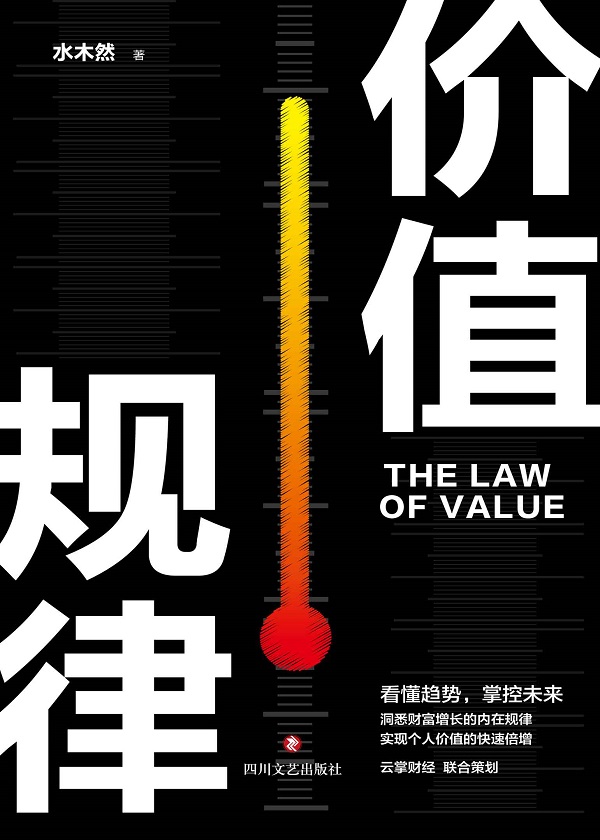 水木然 著
价值
规律
THE LAW
OF VALUE
看懂趋势，掌控未来
洞悉财富增长的内在规律
实现个人价值的快速倍增
云掌财经 联合策划
四川文艺出版社